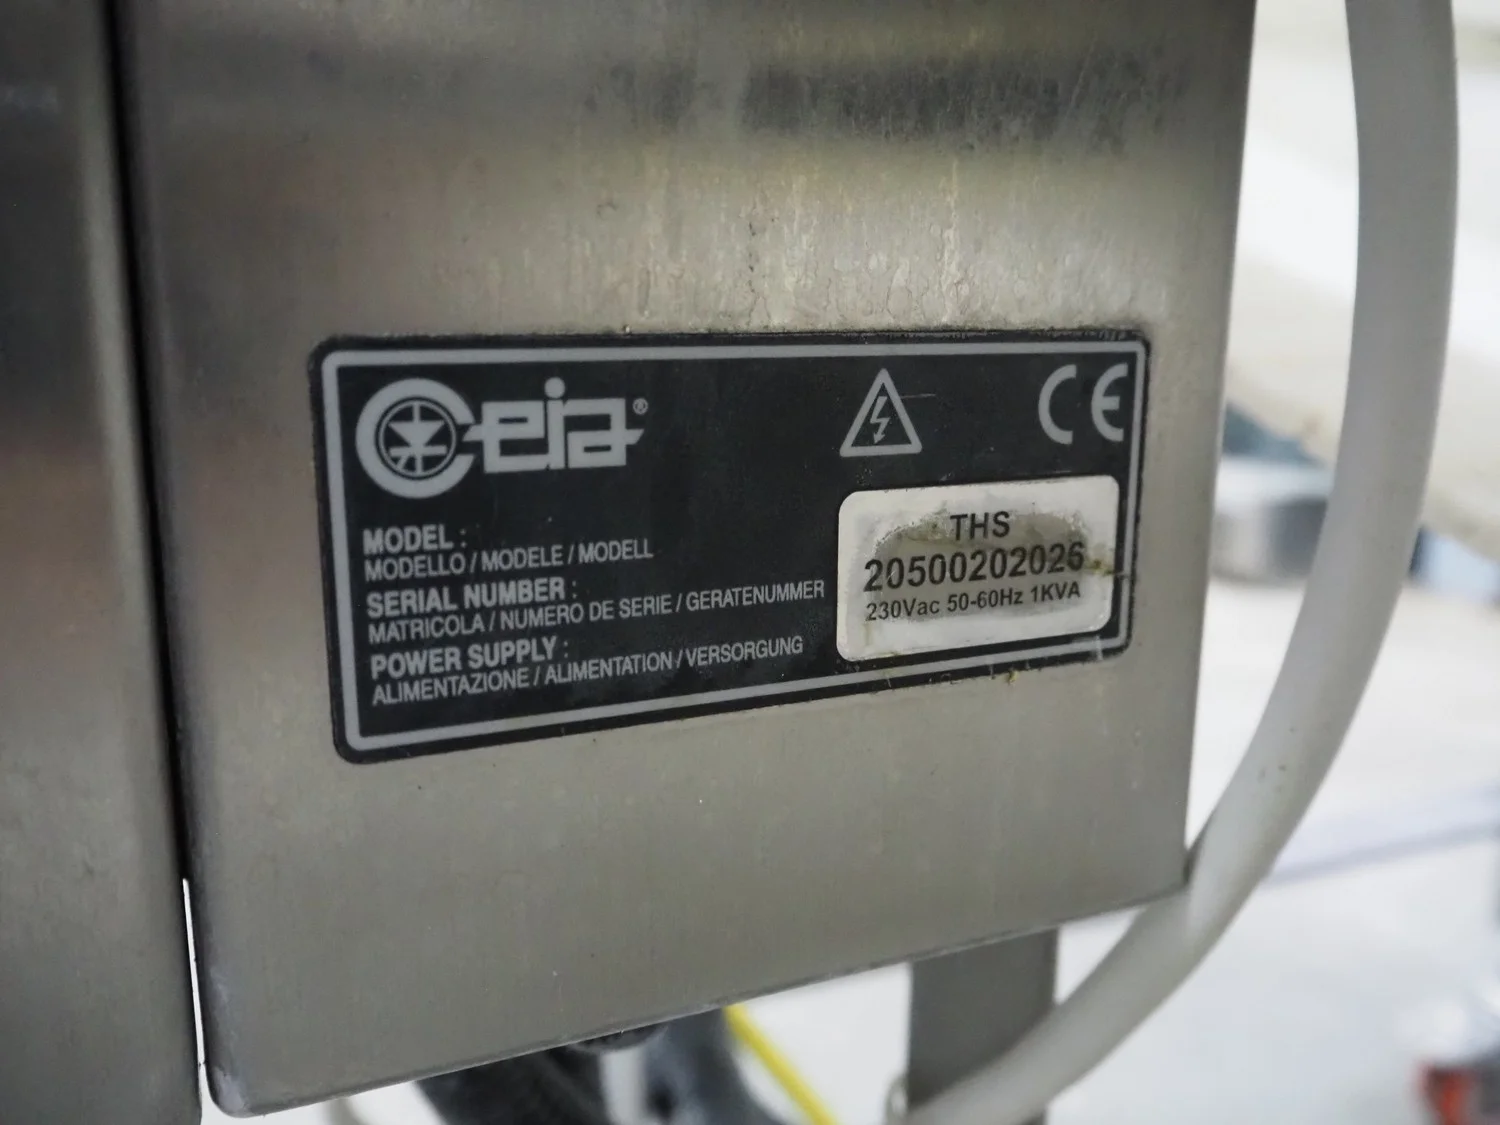 Ceia®
CE
MODEL :
MODELLO / MODELE / MODELL
SERIAL NUMBER :
MATRICOLA / NUMERO DE SERIE / GERATENUMMER
POWER SUPPLY :
ALIMENTAZIONE / ALIMENTATION / VERSORGUNG
THS
20500202026
230Vac 50-60Hz 1KVA